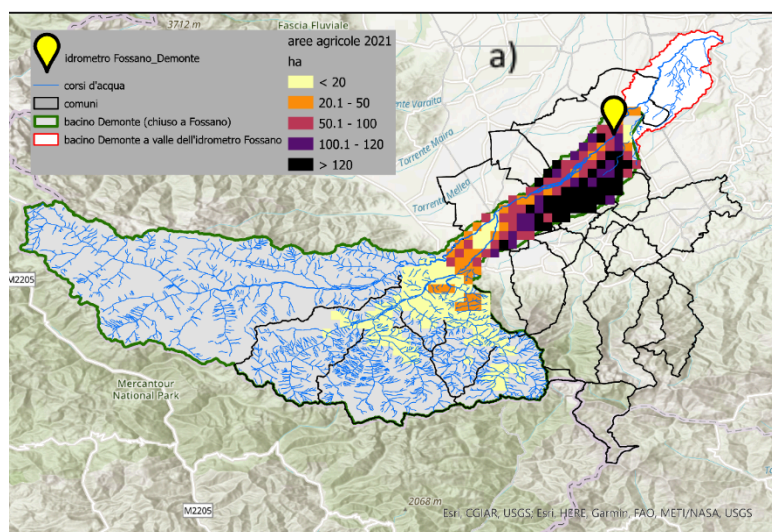 3712 m
Fascia Fluviale
idrometro Fossano_Demonte
corsi d'acqua
comuni
bacino Demonte (chiuso a Fossano)
bacino Demonte a valle dell'idrometro Fossano
aree agricole 2021
ha
< 20
20.1 - 50
50.1 - 100
100.1 - 120
> 120
a)
Varaita
Torrente Maira
Torrente Mellea
M2205
Mercantour
National Park
M2205
2068 m
Esri, CGIAR, USGS; Esri, HERE, Garmin, FAO, METI/NASA, USGS